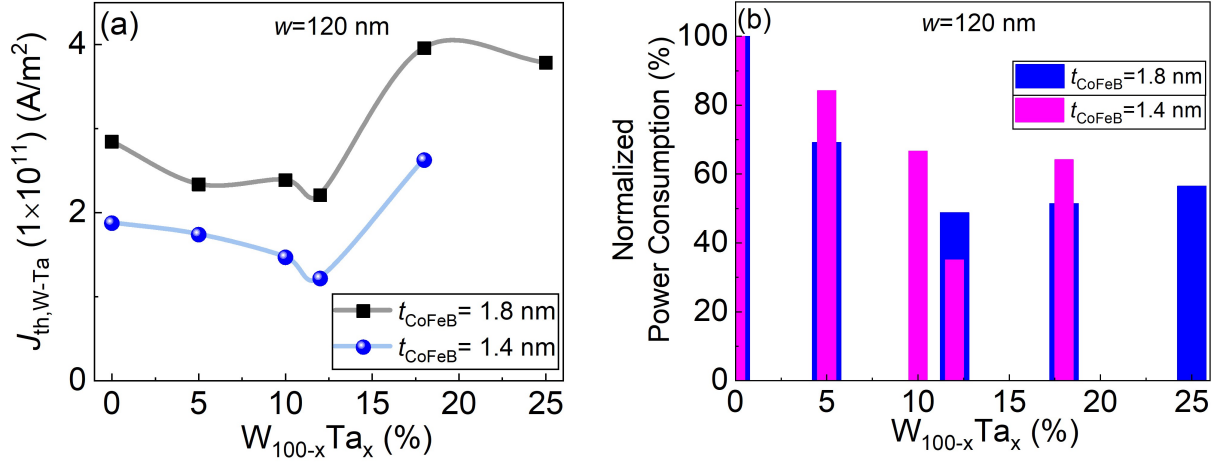 (a)
w=120 nm
4
2
0
J_th,W-Ta (1×10^11) (A/m^2)
t_CoFeB= 1.8 nm
t_CoFeB= 1.4 nm
0 5 10 15 20 25
W_100-xTa_x (%)
(b)
w=120 nm
100
80
60
40
20
0
Normalized
Power Consumption (%)
t_CoFeB=1.8 nm
t_CoFeB=1.4 nm
0 5 10 15 20 25
W_100-xTa_x (%)